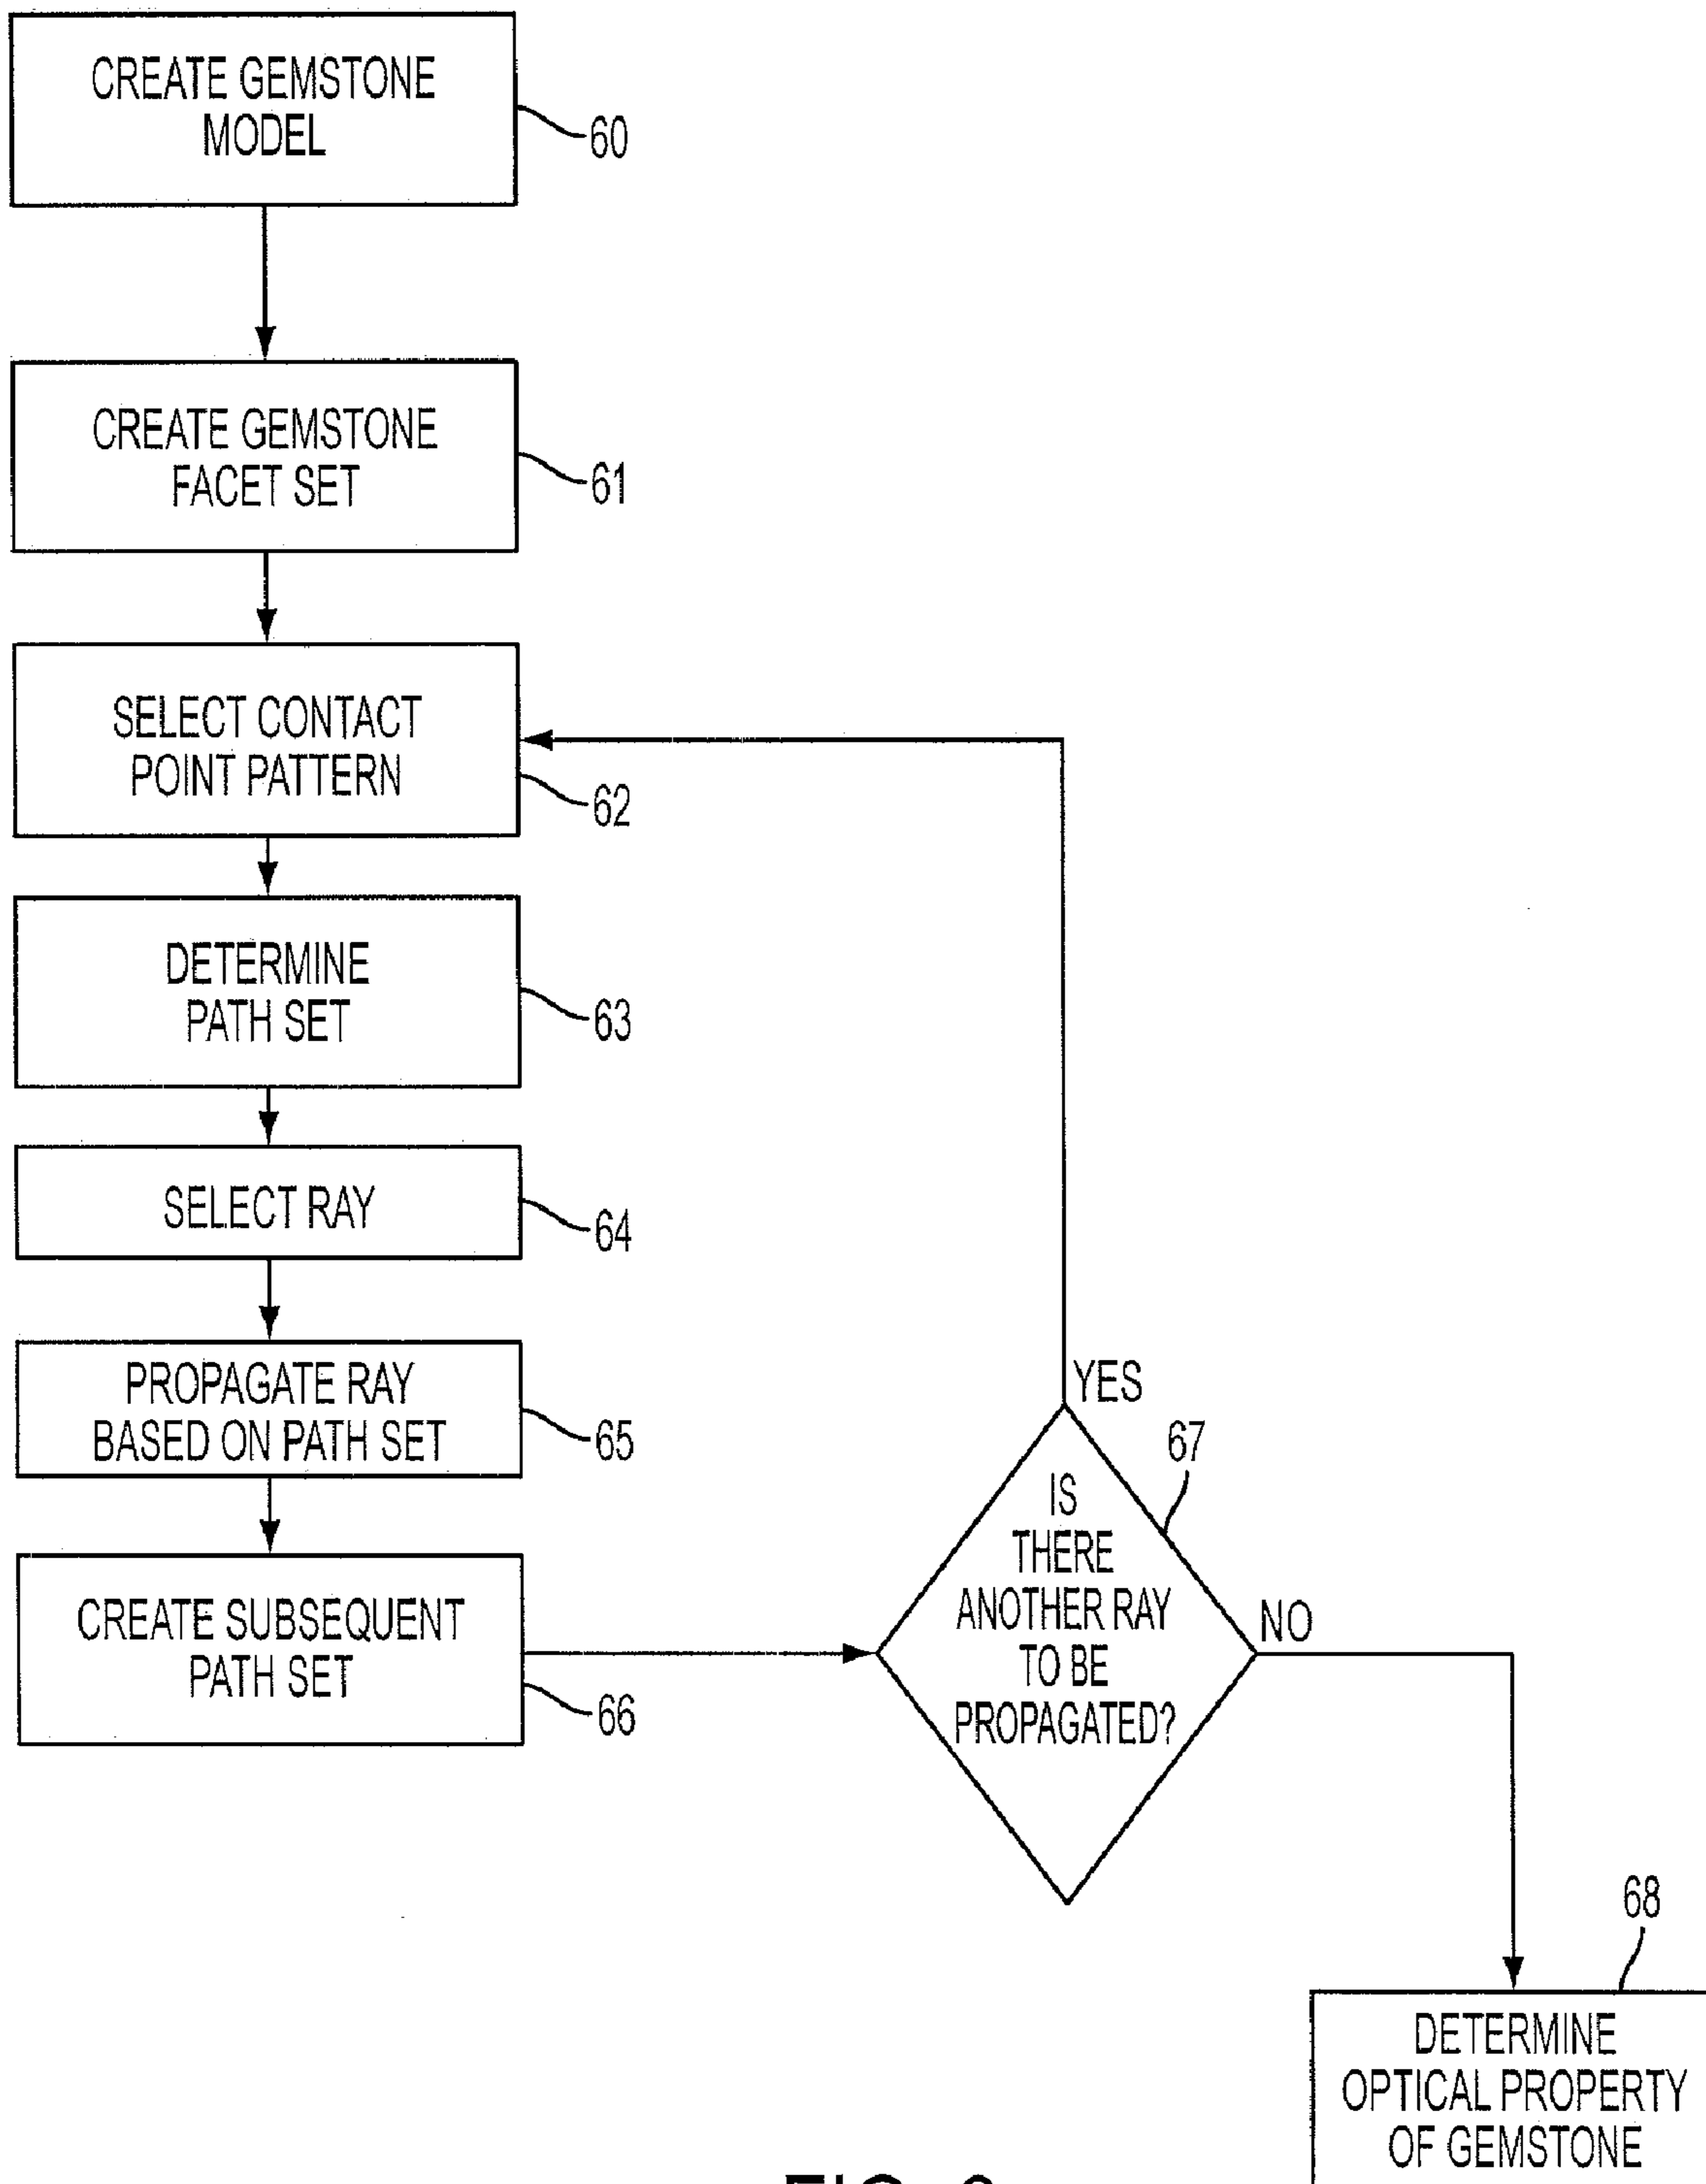 CREATE GEMSTONE
MODEL
60
CREATE GEMSTONE
FACET SET
61
SELECT CONTACT
POINT PATTERN
62
DETERMINE
PATH SET
63
SELECT RAY
64
PROPAGATE RAY
BASED ON PATH SET
65
CREATE SUBSEQUENT
PATH SET
66
YES
67
IS
THERE
ANOTHER RAY
TO BE
PROPAGATED?
NO
68
DETERMINE
OPTICAL PROPERTY
OF GEMSTONE